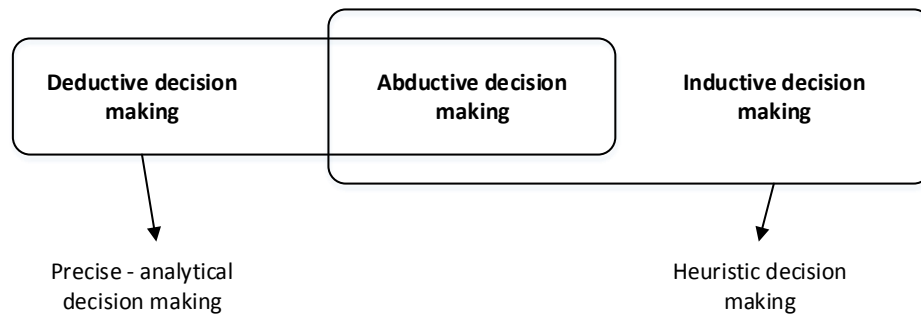 Deductive decision
making
Abductive decision
making
Inductive decision
making
Precise - analytical
decision making
Heuristic decision
making